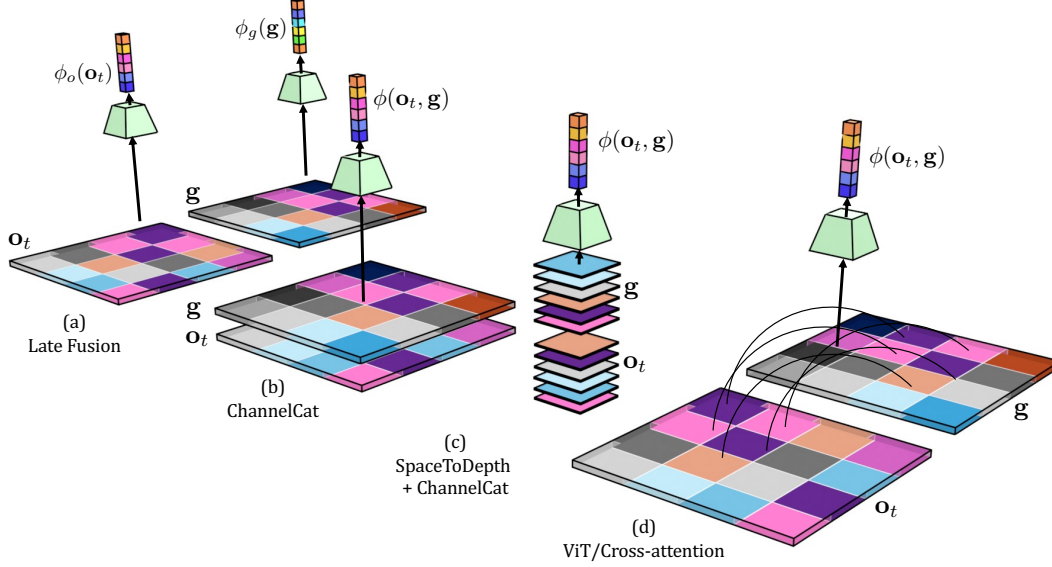 ϕ_o(𝐨_t)
ϕ_g(𝐠)
ϕ(𝐨_t, 𝐠)
𝐠
𝐨_t
(a)
Late Fusion
𝐠
𝐨_t
(b)
ChannelCat
ϕ(𝐨_t, 𝐠)
𝐠
𝐨_t
(c)
SpaceToDepth
+ ChannelCat
ϕ(𝐨_t, 𝐠)
𝐠
𝐨_t
(d)
ViT/Cross-attention